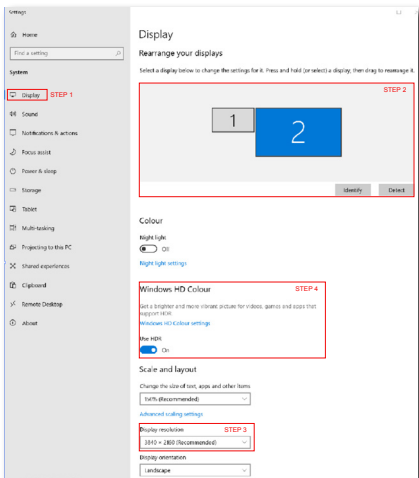 Settings
Home
Find a setting
System
Display STEP 1
Sound
Notifications & actions
Focus assist
Power & sleep
Storage
Tablet
Multi-tasking
Projecting to this PC
Shared experiences
Clipboard
Remote Desktop
About
Display
Rearrange your displays
Select a display below to change the settings for it. Press and hold (or select) a display, then drag to rearrange it.
STEP 2
1
2
Identify Detect
Colour
Night light
Off
Night light settings
Windows HD Colour STEP 4
Get a brighter and more vibrant picture for videos, games and apps that
support HDR.
Windows HD Colour settings
Use HDR
On
Scale and layout
Change the size of text, apps and other items
(Recommended)
Advanced scaling settings
Display resolution STEP 3
3840 × 2160 (Recommended)
Display orientation
Landscape